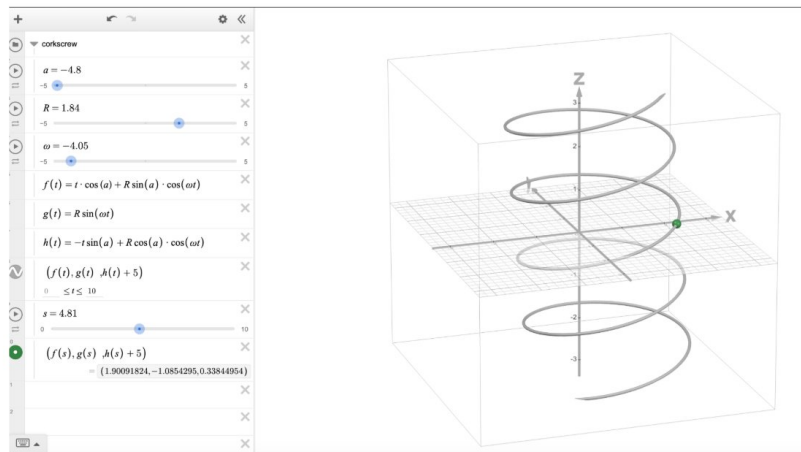 corkscrew
a = −4.8
-5 5
R = 1.84
-5 5
ω = −4.05
-5 5
f(t) = t · cos(a) + R sin(a) · cos(ωt)
g(t) = R sin(ωt)
h(t) = −t sin(a) + R cos(a) · cos(ωt)
(f(t), g(t) ,h(t) + 5)
0 ≤ t ≤ 10
s = 4.81
0 10
(f(s), g(s) ,h(s) + 5)
= (1.90091824, −1.0854295, 0.33844954)
1
2
Z
3
2
1
X
-1
-2
-3